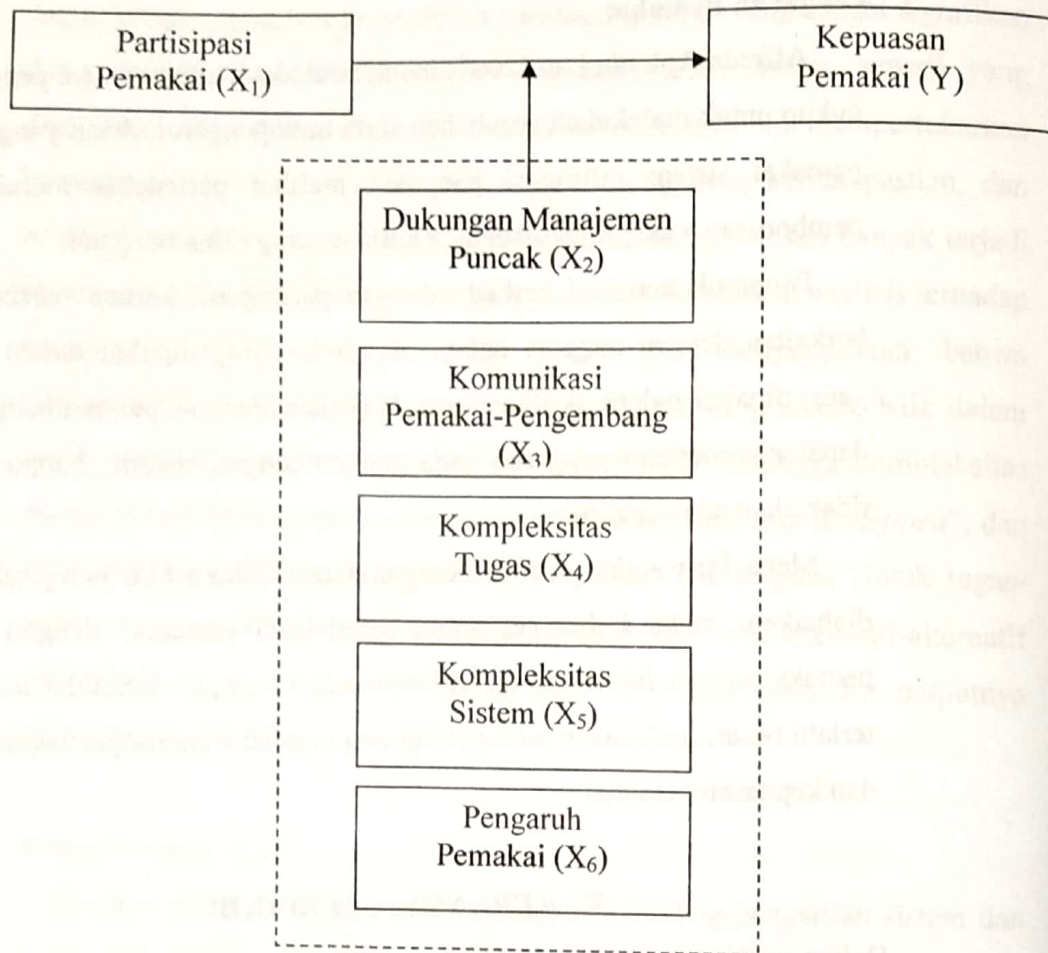 Partisipasi
Pemakai (X₁)
Kepuasan
Pemakai (Y)
Dukungan Manajemen
Puncak (X₂)
Komunikasi
Pemakai-Pengembang
(X₃)
Kompleksitas
Tugas (X₄)
Kompleksitas
Sistem (X₅)
Pengaruh
Pemakai (X₆)